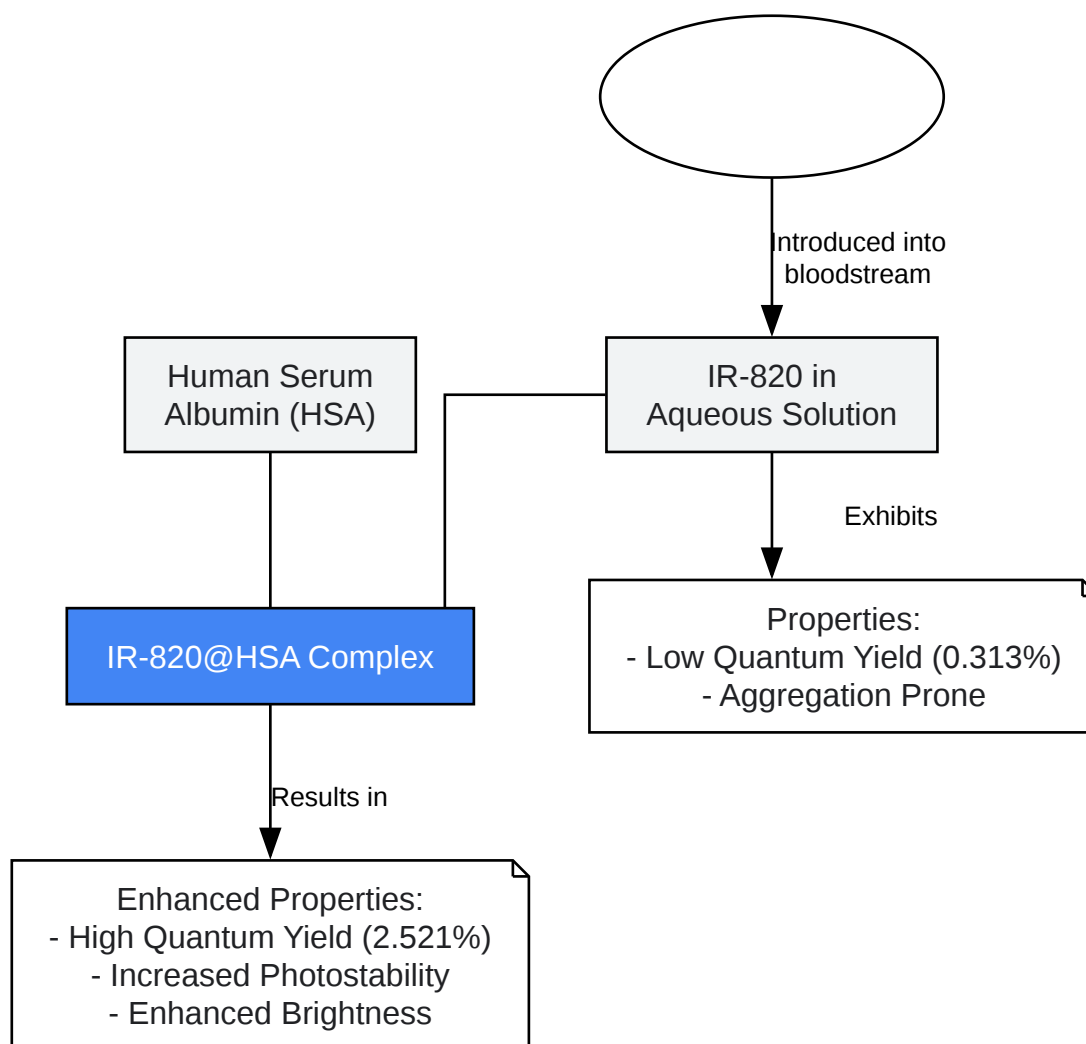 Introduced into
bloodstream
Human Serum
Albumin (HSA)
IR-820 in
Aqueous Solution
Exhibits
Properties:
- Low Quantum Yield (0.313%)
- Aggregation Prone
IR-820@HSA Complex
Results in
Enhanced Properties:
- High Quantum Yield (2.521%)
- Increased Photostability
- Enhanced Brightness